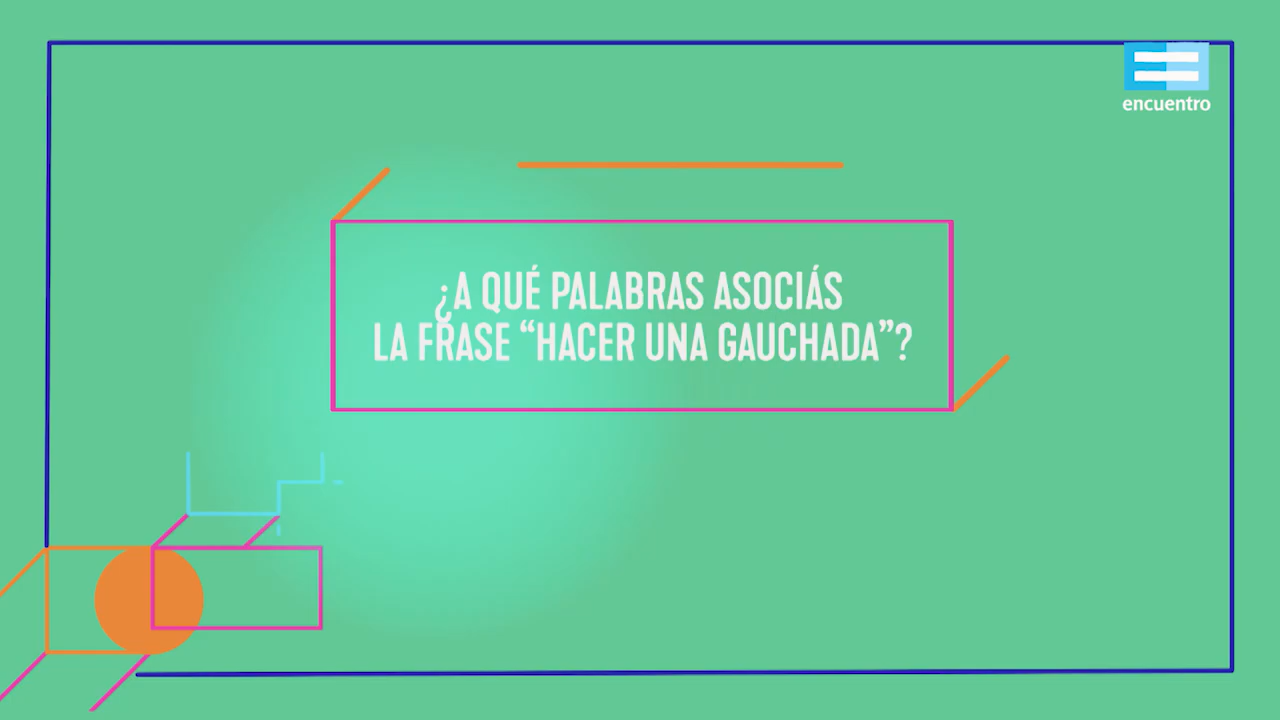 encuentro
¿A QUÉ PALABRAS ASOCIÁS
LA FRASE “HACER UNA GAUCHADA”?